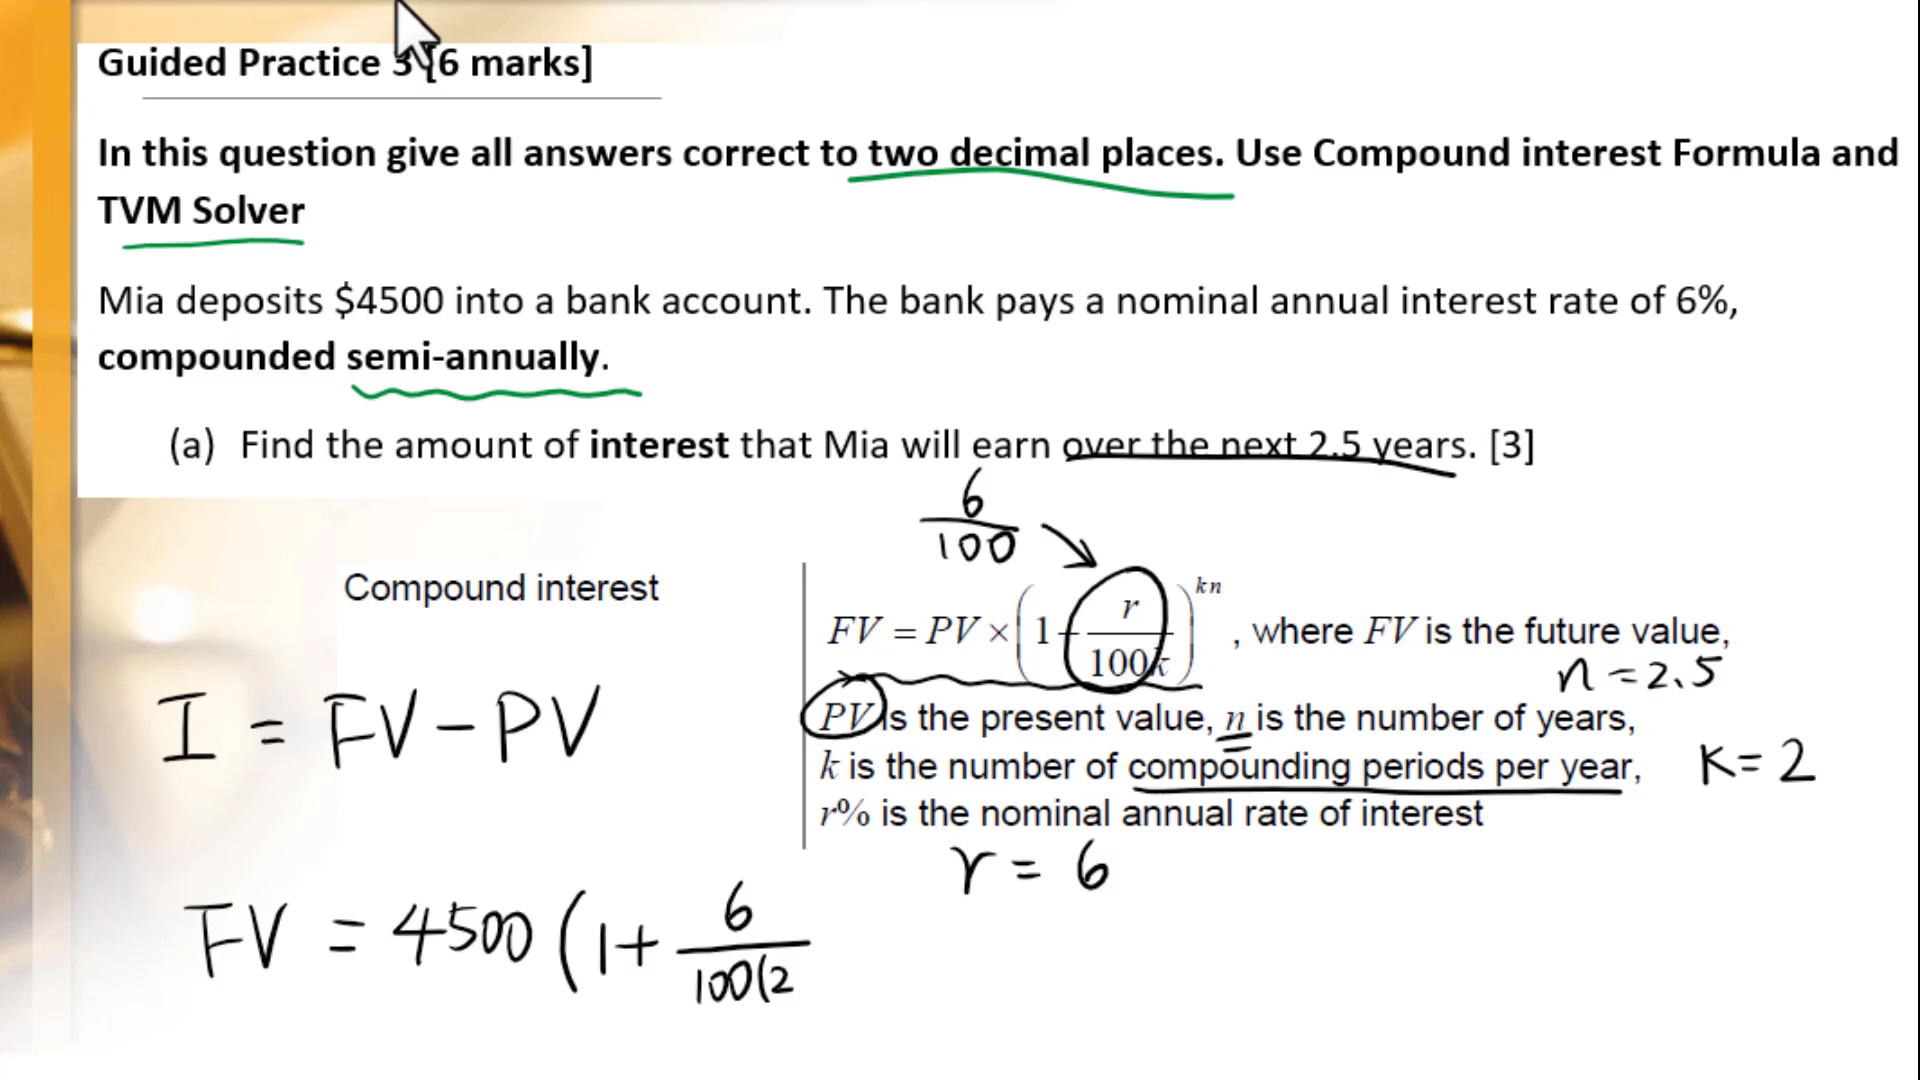 Guided Practice 3 [6 marks]
In this question give all answers correct to two decimal places. Use Compound interest Formula and
TVM Solver
Mia deposits $4500 into a bank account. The bank pays a nominal annual interest rate of 6%,
compounded semi-annually.
(a) Find the amount of interest that Mia will earn over the next 2.5 years. [3]
6
100
Compound interest
FV = PV × (1 + r/100k)^kn , where FV is the future value,
n = 2.5
I = FV - PV
PV is the present value, n is the number of years,
k is the number of compounding periods per year,
K = 2
r% is the nominal annual rate of interest
r = 6
FV = 4500 (1 + 6/100(2